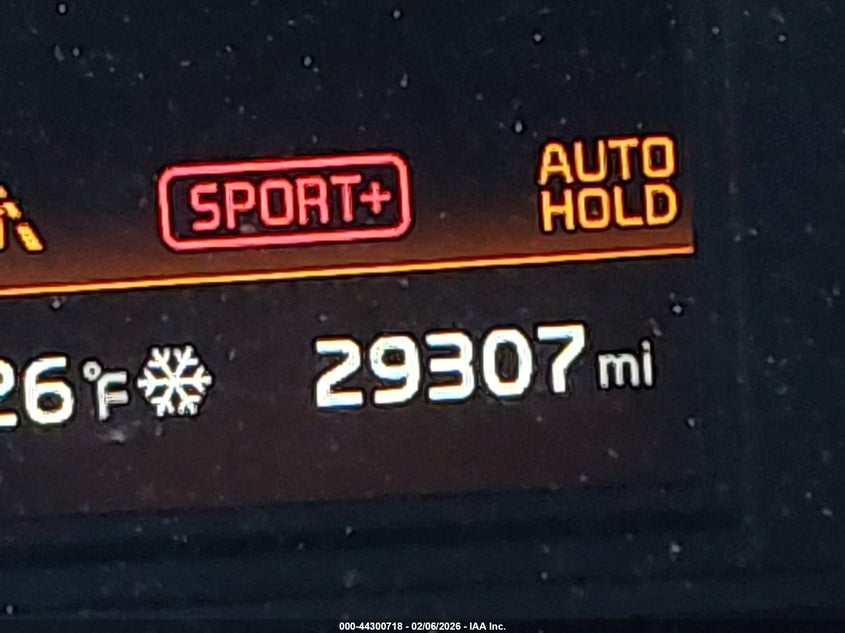 SPORT+
AUTO
HOLD
26°F 29307 mi
000-44300718 - 02/06/2026 - IAA Inc.